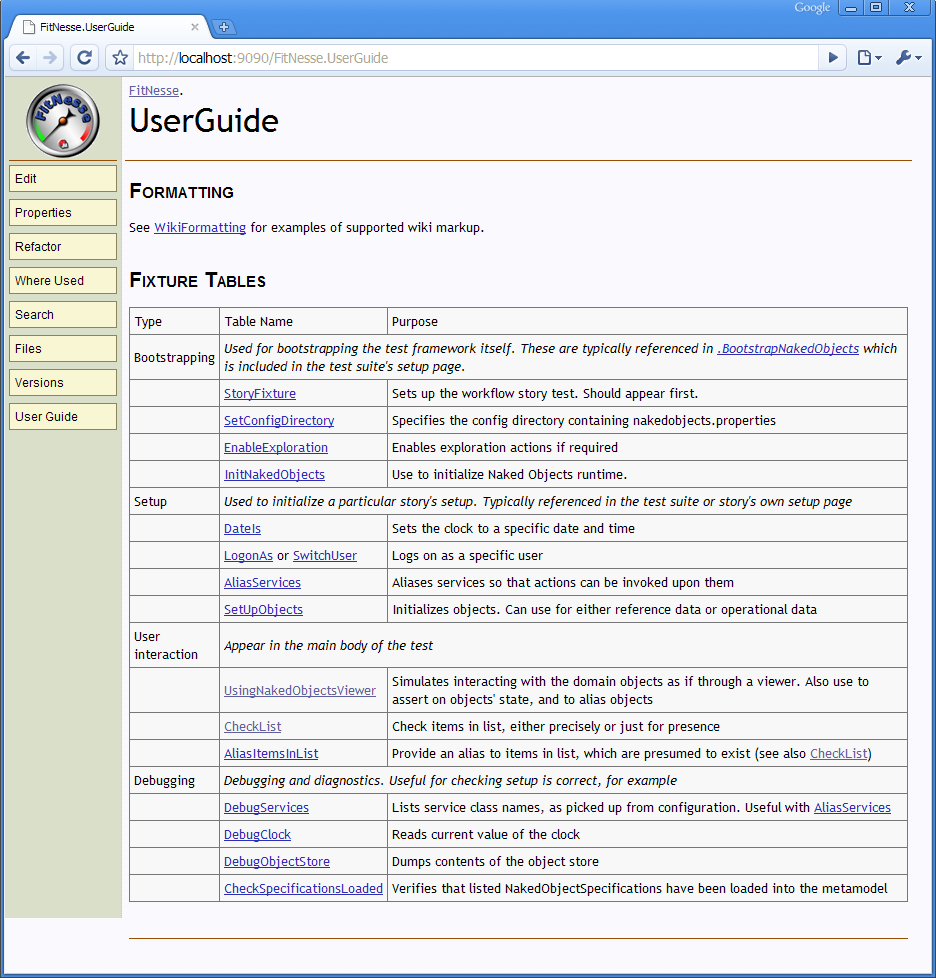 Google
FitNesse.UserGuide
http://localhost:9090/FitNesse.UserGuide
FitNesse
Edit
Properties
Refactor
Where Used
Search
Files
Versions
User Guide
FitNesse.
UserGuide
Formatting
See WikiFormatting for examples of supported wiki markup.
Fixture Tables
Type Table Name Purpose
Bootstrapping Used for bootstrapping the test framework itself. These are typically referenced in .BootstrapNakedObjects which
is included in the test suite's setup page.
StoryFixture Sets up the workflow story test. Should appear first.
SetConfigDirectory Specifies the config directory containing nakedobjects.properties
EnableExploration Enables exploration actions if required
InitNakedObjects Use to initialize Naked Objects runtime.
Setup Used to initialize a particular story's setup. Typically referenced in the test suite or story's own setup page
DateIs Sets the clock to a specific date and time
LogonAs or SwitchUser Logs on as a specific user
AliasServices Aliases services so that actions can be invoked upon them
SetUpObjects Initializes objects. Can use for either reference data or operational data
User
interaction Appear in the main body of the test
UsingNakedObjectsViewer Simulates interacting with the domain objects as if through a viewer. Also use to
assert on objects' state, and to alias objects
CheckList Check items in list, either precisely or just for presence
AliasItemsInList Provide an alias to items in list, which are presumed to exist (see also CheckList)
Debugging Debugging and diagnostics. Useful for checking setup is correct, for example
DebugServices Lists service class names, as picked up from configuration. Useful with AliasServices
DebugClock Reads current value of the clock
DebugObjectStore Dumps contents of the object store
CheckSpecificationsLoaded Verifies that listed NakedObjectSpecifications have been loaded into the metamodel